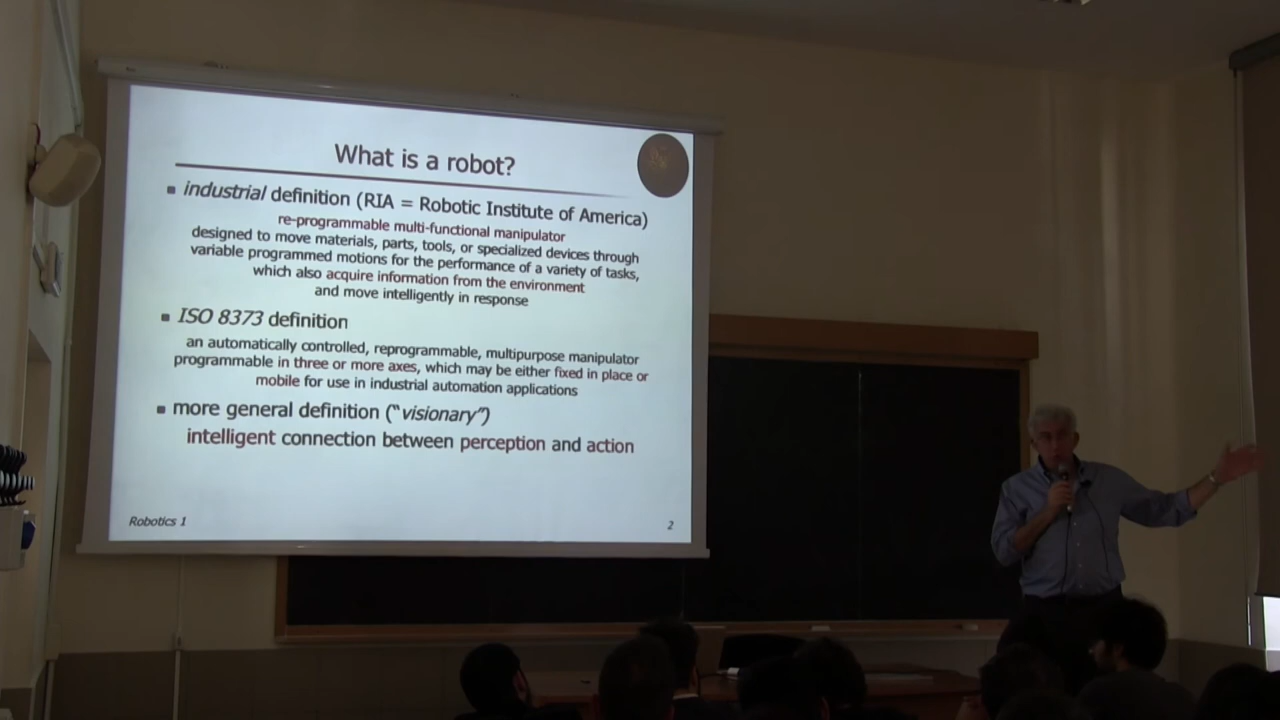 What is a robot?
▪ industrial definition (RIA = Robotic Institute of America)
re-programmable multi-functional manipulator
designed to move materials, parts, tools, or specialized devices through
variable programmed motions for the performance of a variety of tasks,
which also acquire information from the environment
and move intelligently in response
▪ ISO 8373 definition
an automatically controlled, reprogrammable, multipurpose manipulator
programmable in three or more axes, which may be either fixed in place or
mobile for use in industrial automation applications
▪ more general definition ("visionary")
intelligent connection between perception and action
Robotics 1
2